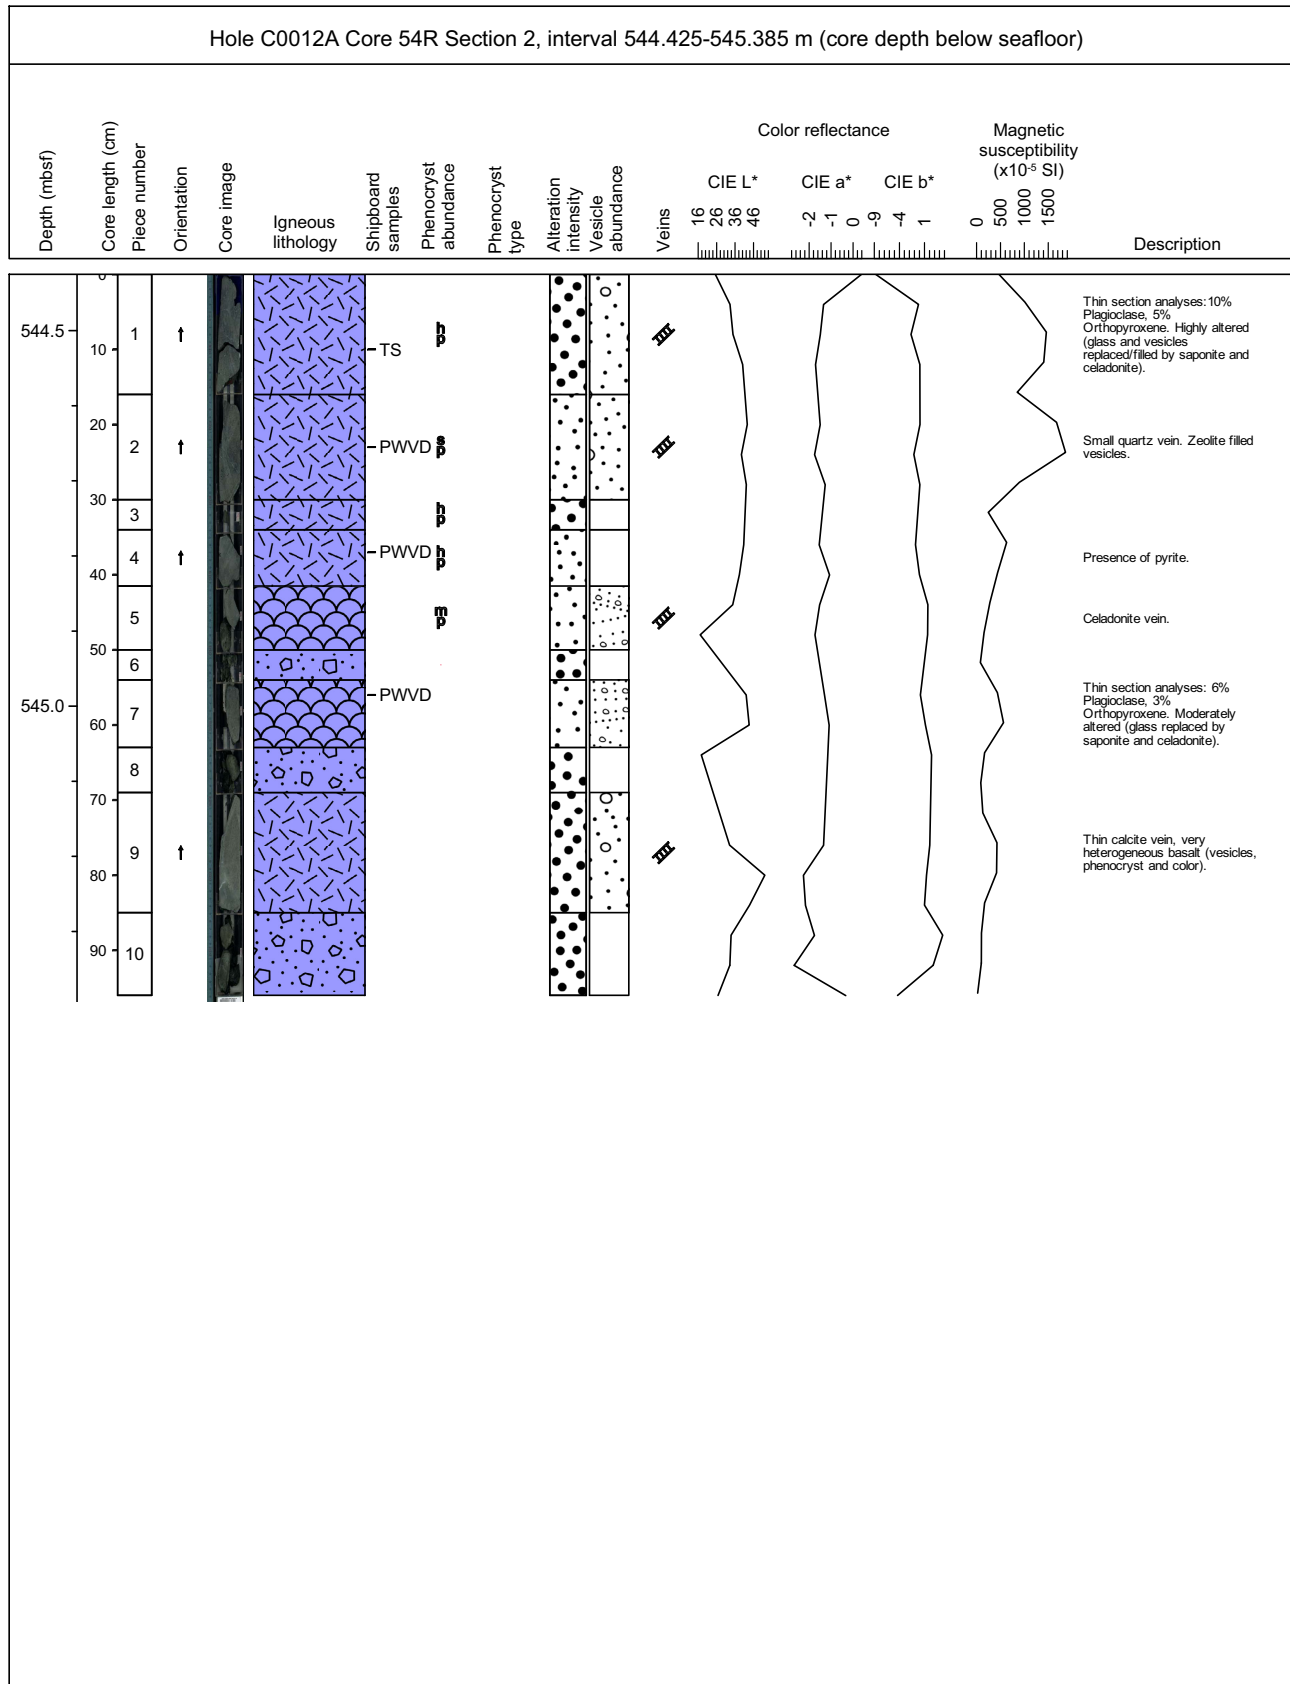 Hole C0012A Core 54R Section 2, interval 544.425-545.385 m (core depth below seafloor)
Depth (mbsf)
Core length (cm)
Piece number
Orientation
Core image
Igneous
lithology
Shipboard
samples
Phenocryst
abundance
Phenocryst
type
Alteration
intensity
Vesicle
abundance
Veins
Color reflectance
CIE L*
16 26 36 46
CIE a*
-2 -1 0
CIE b*
-9 -4 1
Magnetic
susceptibility
(x10-5 SI)
0 500 1000 1500
Description
0
544.5
10
20
30
40
50
545.0
60
70
80
90
1
2
3
4
5
6
7
8
9
10
TS
PWVD
PWVD
PWVD
h
p
s
p
h
p
h
p
m
p
Thin section analyses:10%
Plagioclase, 5%
Orthopyroxene. Highly altered
(glass and vesicles
replaced/filled by saponite and
celadonite).
Small quartz vein. Zeolite filled
vesicles.
Presence of pyrite.
Celadonite vein.
Thin section analyses: 6%
Plagioclase, 3%
Orthopyroxene. Moderately
altered (glass replaced by
saponite and celadonite).
Thin calcite vein, very
heterogeneous basalt (vesicles,
phenocryst and color).